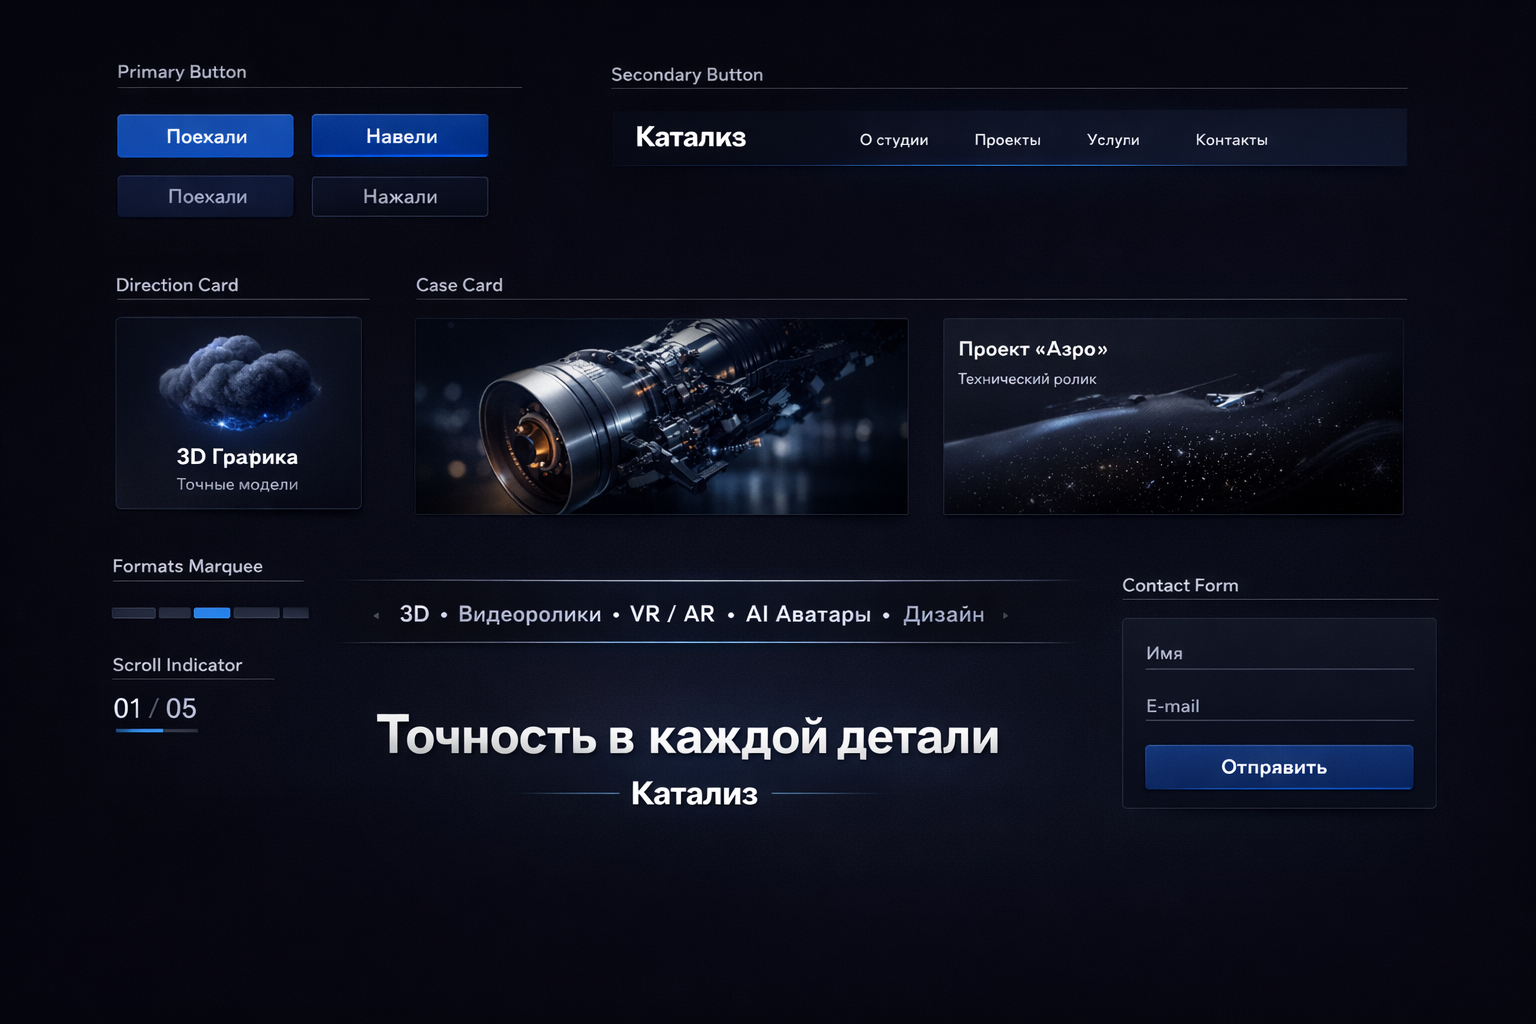 Primary Button
Поехали
Навели
Поехали
Нажали
Secondary Button
Каталкз
О студии
Проекты
Услуги
Контакты
Direction Card
3DГрарика
Точные модели
Case Card
Проект «Азро»
Технический ролик
Formats Marquee
3D • Видеоролики • VR / AR • AI Аватары • Дизайн
Scroll Indicator
01 / 05
Точность в каждой детали
Катализ
Contact Form
Имя
E-mail
Отправить